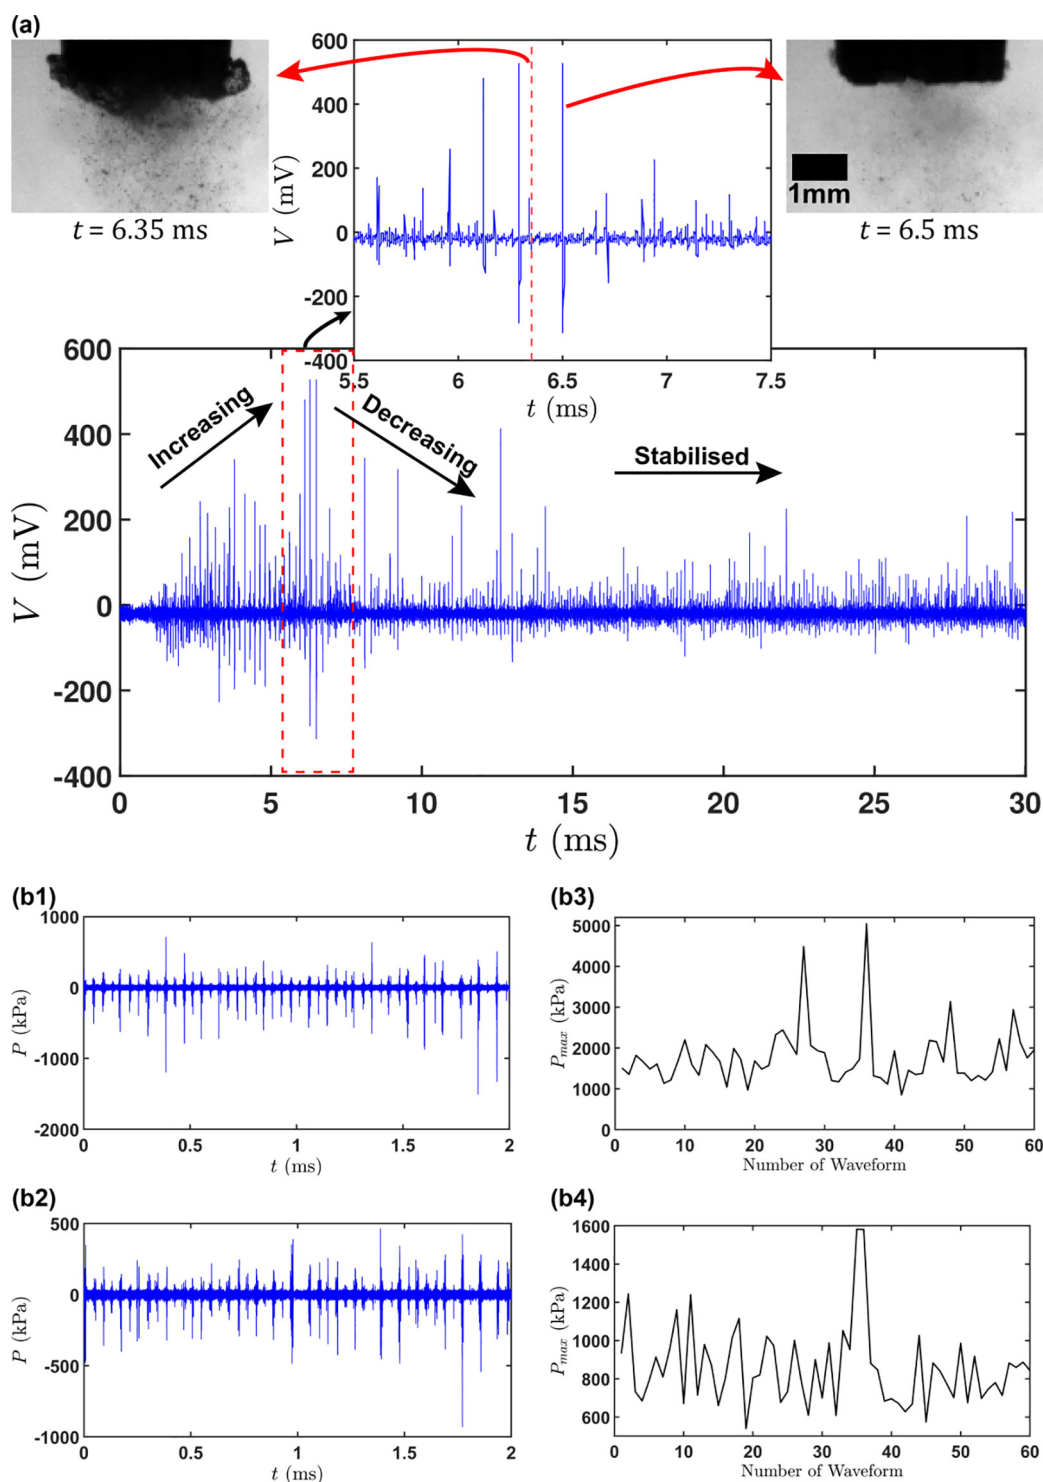 (a)
600
400
200
0
-200
-400
V (mV)
5.5
6
6.5
7
7.5
t (ms)
t = 6.35 ms
1mm
t = 6.5 ms
600
400
200
0
-200
-400
V (mV)
Increasing
Decreasing
Stabilised
0
5
10
15
20
25
30
t (ms)
(b1)
1000
0
-1000
-2000
P (kPa)
0
0.5
1
1.5
2
t (ms)
(b3)
5000
4000
3000
2000
1000
0
Pmax (kPa)
0
10
20
30
40
50
60
Number of Waveform
(b2)
500
0
-500
-1000
P (kPa)
0
0.5
1
1.5
2
t (ms)
(b4)
1600
1400
1200
1000
800
600
Pmax (kPa)
0
10
20
30
40
50
60
Number of Waveform